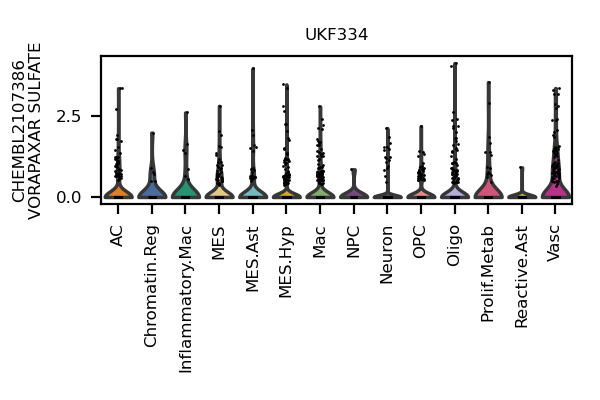 UKF334
CHEMBL2107386
VORAPAXAR SULFATE
2.5
0.0
AC
Chromatin.Reg
Inflammatory.Mac
MES
MES.Ast
MES.Hyp
Mac
NPC
Neuron
OPC
Oligo
Prolif.Metab
Reactive.Ast
Vasc